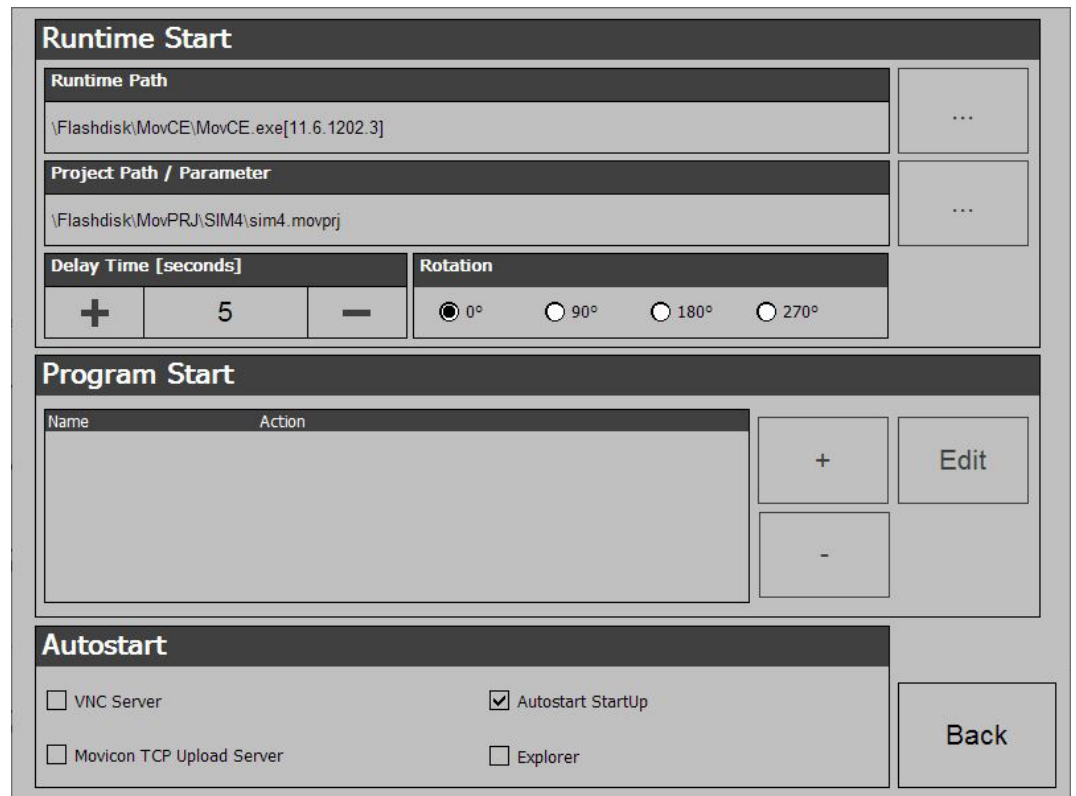 Runtime Start
Runtime Path
\Flashdisk\MovCE\MovCE.exe[11.6.1202.3]
...
Project Path / Parameter
\Flashdisk\MovPRJ\SIM4\sim4.movprj
...
Delay Time [seconds]
+ 5 −
Rotation
0° 90° 180° 270°
Program Start
Name Action
+ Edit
-
Autostart
VNC Server Autostart StartUp
Movicon TCP Upload Server Explorer
Back